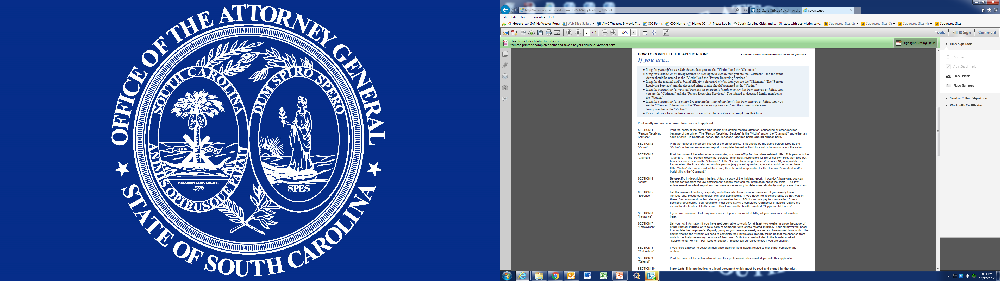 OFFICE OF THE ATTORNEY GENERAL
STATE OF SOUTH CAROLINA
SOUTH CAROLINA
ANIMIS OPIBUSQUE PARATI
MARCH 26
JULY 4
QUIS
SEPARABIT
MELIOREM LAPSA LOCAVIT
1776
DUM SPIRO SPERO
SPES
http://www.sova.sc.gov/documents/SOVAapplication_2016.pdf
S.C. State Office of Victim Assi...
sova.sc.gov
File Edit Go to Favorites Help
Google SAP NetWeaver Portal Web Slice Gallery AMC Theatres® Movie Ti... OIO Forms OIO Home Home IQ Please Log In South Carolina Cities and ... state with best victim serv... Suggested Sites (2) Suggested Sites (3) Suggested Sites (4) Suggested Sites
2 / 4 75% Tools Fill & Sign Comment
This file includes fillable form fields.
You can print the completed form and save it to your device or Acrobat.com.
Highlight Existing Fields
HOW TO COMPLETE THE APPLICATION: Save this information/instruction sheet for your files.
If you are...
♦ filing for yourself as an adult victim, then you are the "Victim," and the "Claimant."
♦ filing for a minor, or an incapacitated or incompetent victim, then you are the "Claimant," and the crime
victim should be named as the "Victim" and the "Person Receiving Services."
♦ filing for the medical and/or burial bills for a deceased victim, then you are the "Claimant." The "Person
Receiving Services" and the deceased crime victim should be named as the "Victim."
♦ filing for counseling for yourself because an immediate family member has been injured or killed, then
you are the "Claimant" and the "Person Receiving Services." The injured or deceased family member is
the "Victim."
♦ filing for counseling for a minor because his/her immediate family has been injured or killed, then you
are the "Claimant," the minor is the "Person Receiving Services," and the injured or deceased
family member is the "Victim."
♦ Please call your local victim advocate or our office for assistance in completing this form.
Print neatly and use a separate form for each applicant.
SECTION 1 Print the name of the person who needs or is getting medical attention, counseling or other services
"Person Receiving because of the crime. The "Person Receiving Services" is the "Victim" and/or the "Claimant," and either an
Services" adult or child. In homicide cases, the deceased Victim's name should appear here.
SECTION 2 Print the name of the person injured at the crime scene. This should be the same person listed as the
"Victim" "Victim" on the law enforcement report. Complete the rest of this block with information about the victim.
SECTION 3 Print the name of the adult who is assuming responsibility for the crime-related bills. This person is the
"Claimant" "Claimant." If the "Person Receiving Services" is an adult responsible for his or her own bills, then also put
his or her name here as the "Claimant." If the "Person Receiving Services" is under 18, incapacitated or
incompetent, the financially responsible person (e.g. parent, guardian, spouse) should be named here.
If the "Victim" died as a result of the crime, then the adult responsible for the deceased's medical and/or
burial bills is the "Claimant."
SECTION 4 Be specific in describing injuries. Attach a copy of the incident report. If you don't have one, you can
"Crime" get one for free from the law enforcement agency that took the information about the crime. The law
enforcement incident report on the crime is necessary to determine eligibility and process the claim.
SECTION 5 List the names of doctors, hospitals, and others who have provided services. If you already have
"Expense" itemized bills, please send copies with your applications. If you have not received bills, do not wait on
them. You may send copies later as you receive them. SOVA can only pay for counseling from a
licensed counselor. Your counselor must send SOVA a completed Counselor's Report relating the
mental health treatment to the crime. This form is in the booklet marked "Supplemental Forms."
SECTION 6 If you have insurance that may cover some of your crime-related bills, list your insurance information
"Insurance" here.
SECTION 7 List your job information if you have not been able to work for at least two weeks in a row because of
"Employment" crime-related injuries or to take care of someone with crime related injuries. Your employer will need
to complete the Employer's Report, giving us your average weekly wages and time missed from work. The
doctor treating the "Victim" will need to complete the Physician's Report, telling us that the absence from
work is medically necessary because of the crime. Both forms are included in the booklet marked
"Supplemental Forms." For "Loss of Support," please call our office to see if you are eligible.
SECTION 8 If you hired a lawyer to settle an insurance claim or file a lawsuit related to this crime, complete this
"Civil Action" section.
SECTION 9 Print the name of the victim advocate or other professional who assisted you with this application.
"Referral"
SECTION 10 Important: This application is a legal document which must be read and signed by the adult
Fill & Sign Tools
Add Text
Add Checkmark
Place Initials
Place Signature
Send or Collect Signatures
Work with Certificates
5:03 PM
12/12/2017